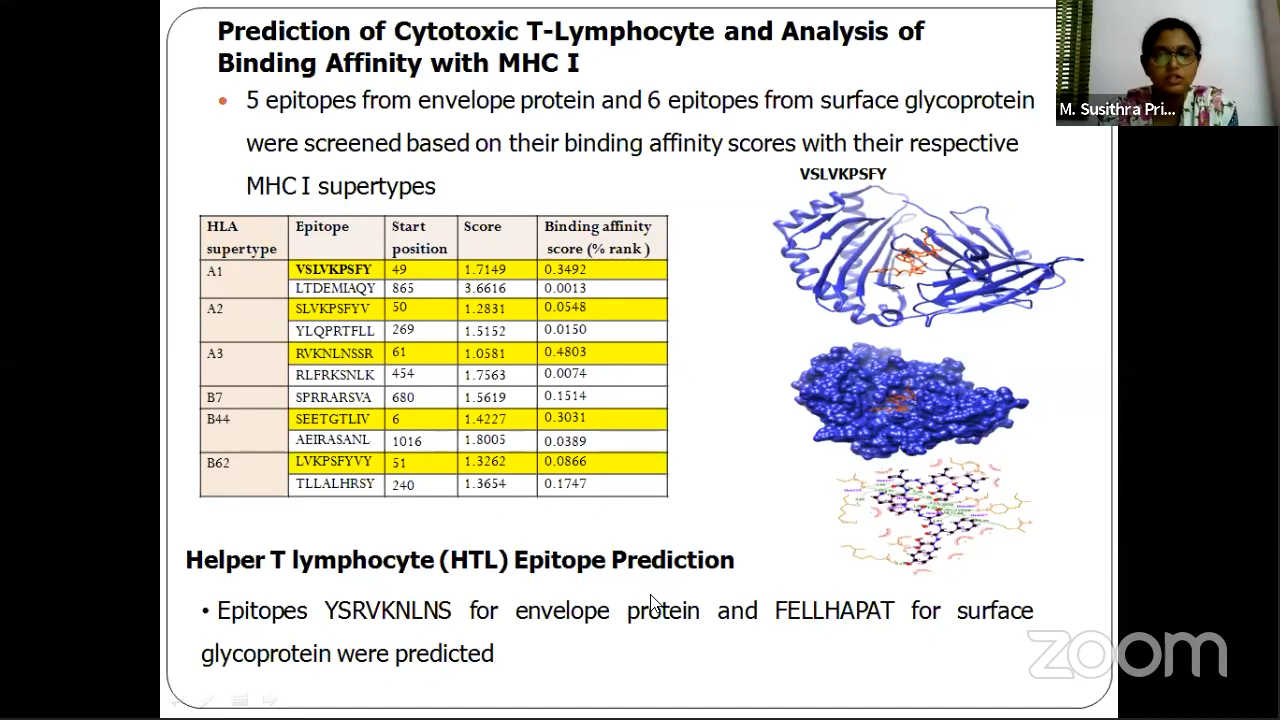 Prediction of Cytotoxic T-Lymphocyte and Analysis of
Binding Affinity with MHC I
• 5 epitopes from envelope protein and 6 epitopes from surface glycoprotein
were screened based on their binding affinity scores with their respective
MHC I supertypes
M. Susithra Pri...
VSLVKPSFY
HLA supertype Epitope Start position Score Binding affinity score (% rank )
A1 VSLVKPSFY 49 1.7149 0.3492
LTDEMIAQY 865 3.6616 0.0013
A2 SLVKPSFYV 50 1.2831 0.0548
YLQPRTFLL 269 1.5152 0.0150
A3 RVKNLNSSR 61 1.0581 0.4803
RLFRKSNLK 454 1.7563 0.0074
B7 SPRRARSVA 680 1.5619 0.1514
B44 SEETGTLIV 6 1.4227 0.3031
AEIRASANL 1016 1.8005 0.0389
B62 LVKPSFYVY 51 1.3262 0.0866
TLLALHRSY 240 1.3654 0.1747
Helper T lymphocyte (HTL) Epitope Prediction
• Epitopes YSRVKNLNS for envelope protein and FELLHAPAT for surface
glycoprotein were predicted
zoom